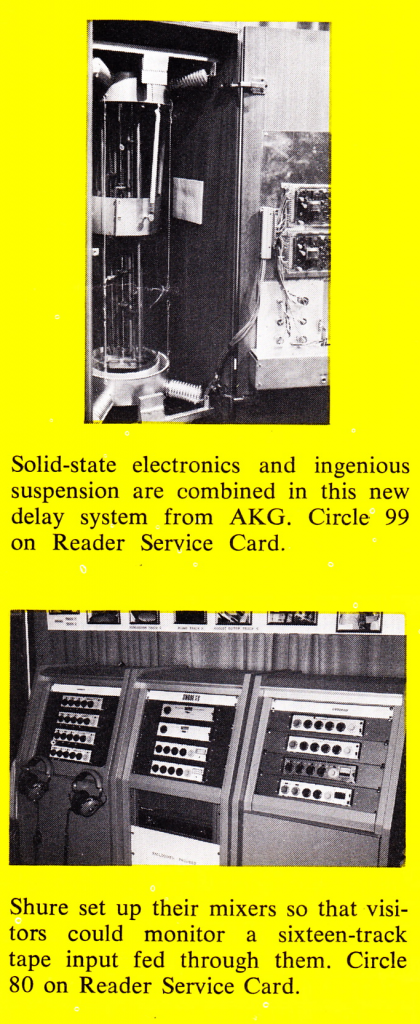 Solid-state electronics and ingenious
suspension are combined in this new
delay system from AKG. Circle 99
on Reader Service Card.
Shure set up their mixers so that visi-
tors could monitor a sixteen-track
tape input fed through them. Circle
80 on Reader Service Card.